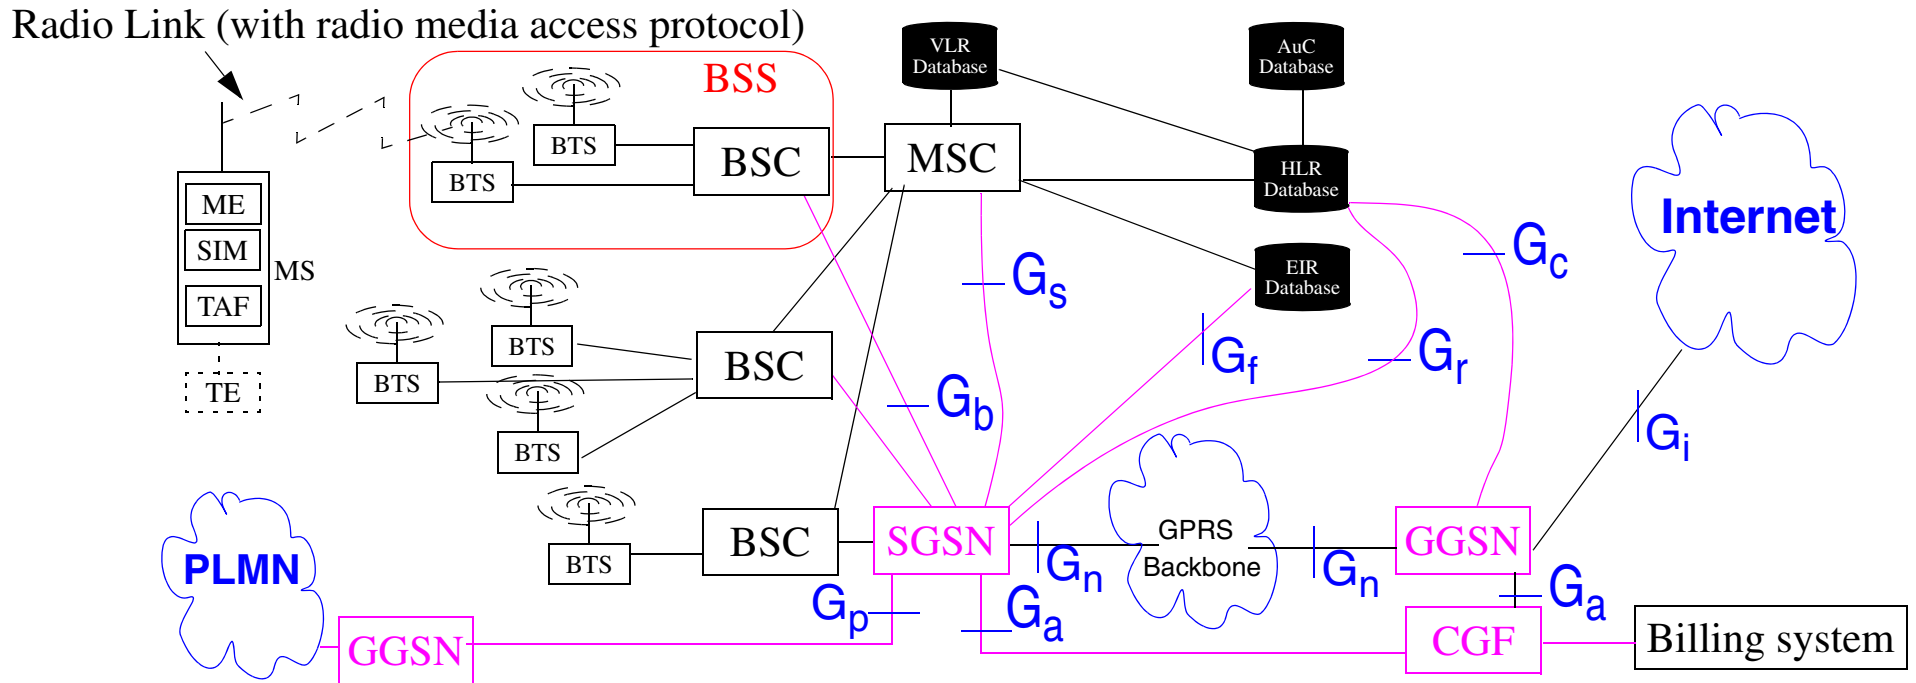 Radio Link (with radio media access protocol)
BSS
VLR
Database
AuC
Database
BTS
BTS
BSC
MSC
HLR
Database
ME
SIM
TAF
MS
TE
Internet
EIR
Database
Gs
Gc
BTS
BTS
BTS
BSC
Gb
Gf
Gr
Gi
BTS
BSC
SGSN
Gn
GPRS
Backbone
Gn
GGSN
PLMN
Gp
Ga
Ga
GGSN
CGF
Billing system